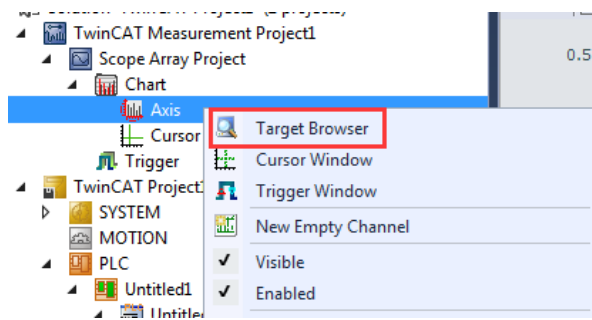 TwinCAT Measurement Project1
Scope Array Project
Chart
Axis
Cursor
Trigger
TwinCAT Project1
SYSTEM
MOTION
PLC
Untitled1
0.5
Target Browser
Cursor Window
Trigger Window
New Empty Channel
Visible
Enabled